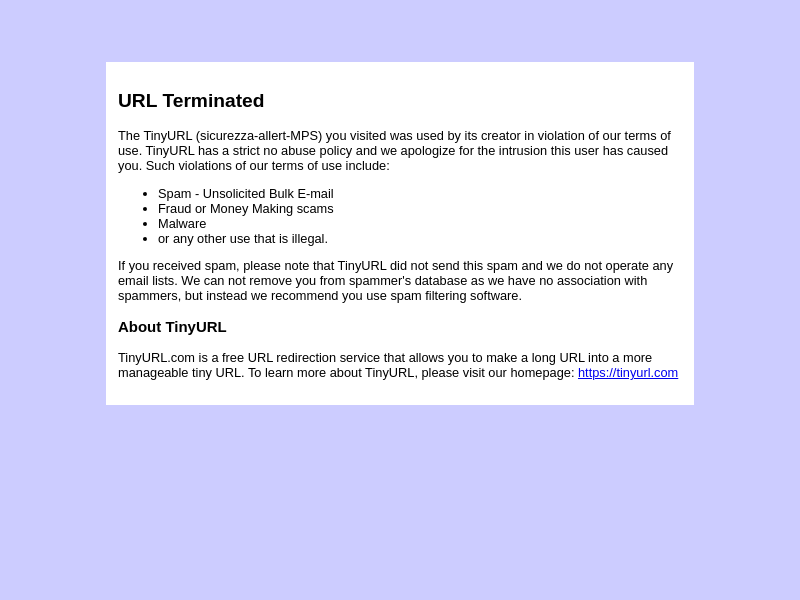 URL Terminated
The TinyURL (sicurezza-allert-MPS) you visited was used by its creator in violation of our terms of
use. TinyURL has a strict no abuse policy and we apologize for the intrusion this user has caused
you. Such violations of our terms of use include:
• Spam - Unsolicited Bulk E-mail
• Fraud or Money Making scams
• Malware
• or any other use that is illegal.
If you received spam, please note that TinyURL did not send this spam and we do not operate any
email lists. We can not remove you from spammer's database as we have no association with
spammers, but instead we recommend you use spam filtering software.
About TinyURL
TinyURL.com is a free URL redirection service that allows you to make a long URL into a more
manageable tiny URL. To learn more about TinyURL, please visit our homepage: https://tinyurl.com